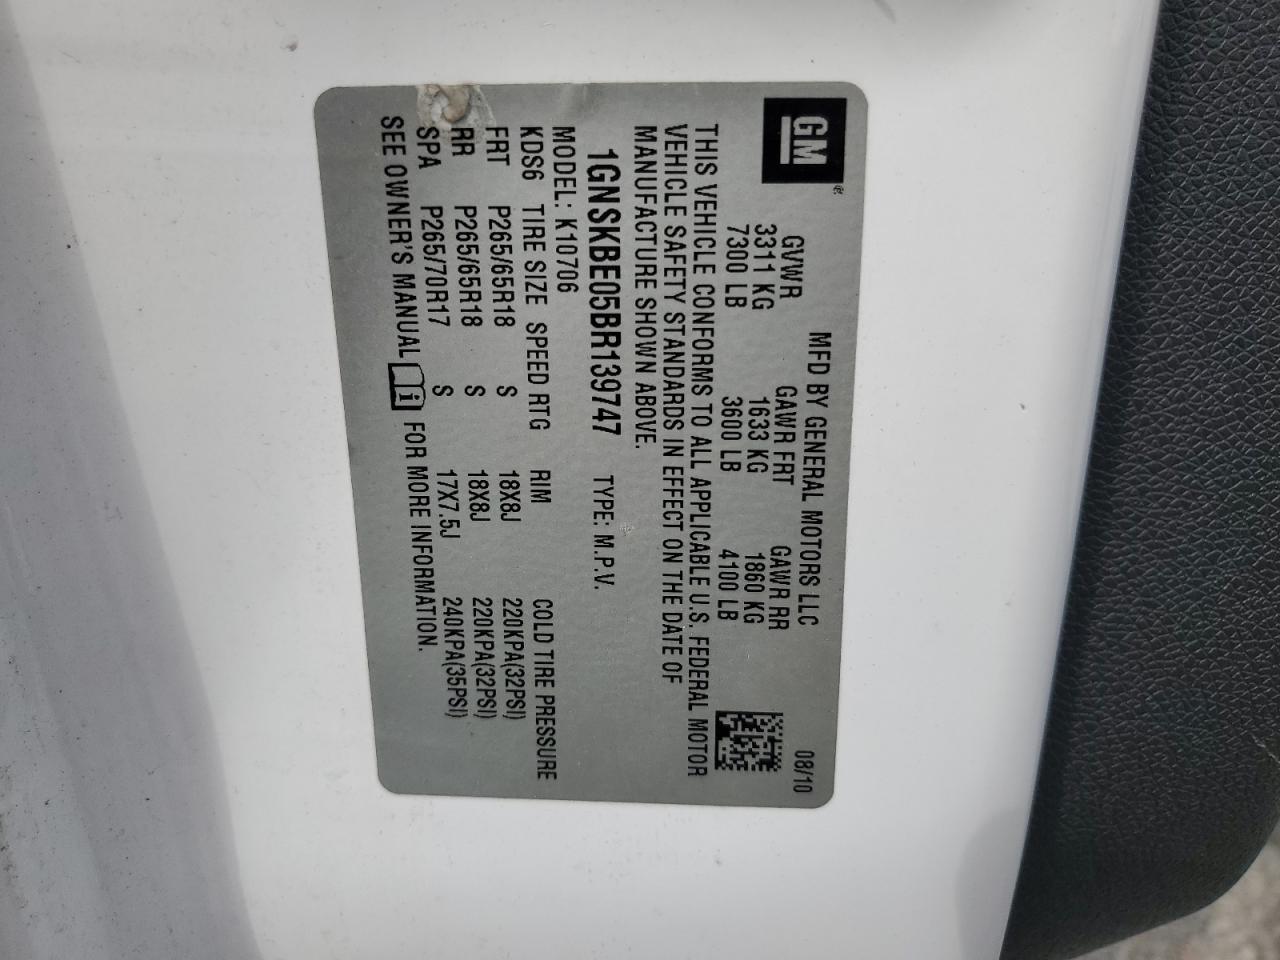 GM®
MFD BY GENERAL MOTORS LLC 08/10
GVWR GAWR FRT GAWR RR
3311 KG 1633 KG 1860 KG
7300 LB 3600 LB 4100 LB
THIS VEHICLE CONFORMS TO ALL APPLICABLE U.S. FEDERAL MOTOR
VEHICLE SAFETY STANDARDS IN EFFECT ON THE DATE OF
MANUFACTURE SHOWN ABOVE.
1GNSKBE05BR139747 TYPE: M.P.V.
MODEL: K10706
KDS6 TIRE SIZE SPEED RTG RIM COLD TIRE PRESSURE
FRT P265/65R18 S 18X8J 220KPA(32PSI)
RR P265/65R18 S 18X8J 220KPA(32PSI)
SPA P265/70R17 S 17X7.5J 240KPA(35PSI)
SEE OWNER'S MANUAL i FOR MORE INFORMATION.